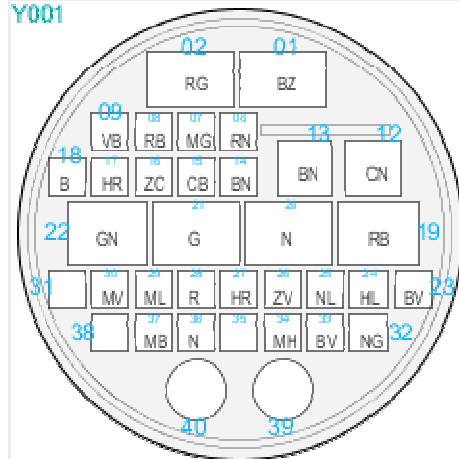 Y001
02 01
RG BZ
09 08 07 06
VB RB MG RN
13 12
BN CN
18 17 16 15 14
B HR ZC CB BN
21 20
22 GN G N RB 19
31 30 29 28 27 26 25 24 23
MV ML R HR ZV NL HL BV
38 37 36 35 34 33 32
MB N MH BV NG
40 39